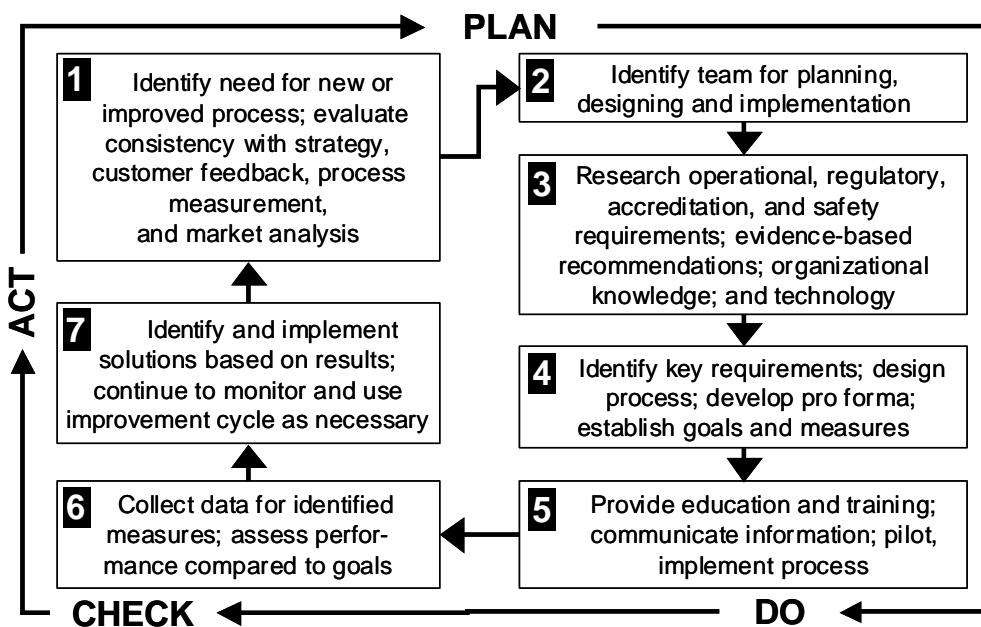 PLAN
1 Identify need for new or
improved process; evaluate
consistency with strategy,
customer feedback, process
measurement,
and market analysis
2 Identify team for planning,
designing and implementation
3 Research operational, regulatory,
accreditation, and safety
requirements; evidence-based
recommendations; organizational
knowledge; and technology
4 Identify key requirements; design
process; develop pro forma;
establish goals and measures
5 Provide education and training;
communicate information; pilot,
implement process
DO
6 Collect data for identified
measures; assess perfor-
mance compared to goals
CHECK
7 Identify and implement
solutions based on results;
continue to monitor and use
improvement cycle as necessary
ACT